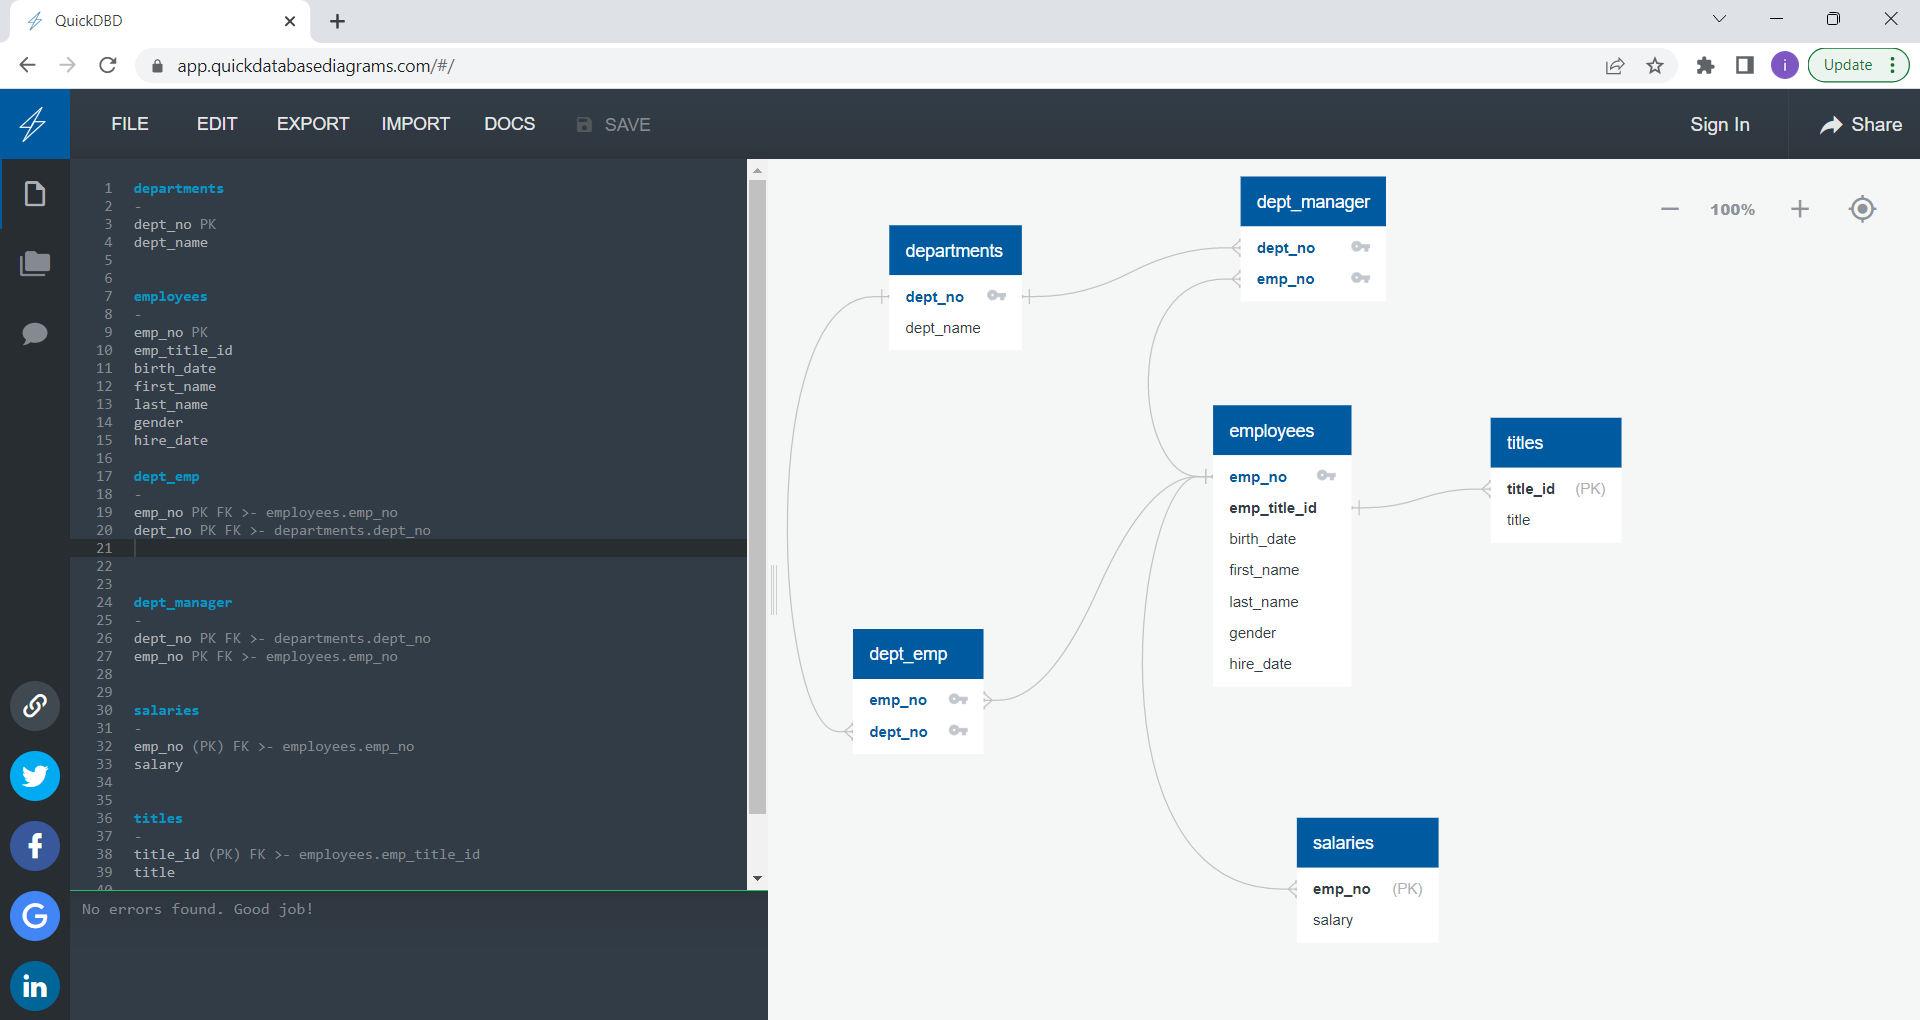 QuickDBD
app.quickdatabasediagrams.com/#/
i
Update
FILE EDIT EXPORT IMPORT DOCS SAVE
Sign In
Share
1 departments
2 -
3 dept_no PK
4 dept_name
5
6
7 employees
8 -
9 emp_no PK
10 emp_title_id
11 birth_date
12 first_name
13 last_name
14 gender
15 hire_date
16
17 dept_emp
18 -
19 emp_no PK FK >- employees.emp_no
20 dept_no PK FK >- departments.dept_no
21
22
23
24 dept_manager
25 -
26 dept_no PK FK >- departments.dept_no
27 emp_no PK FK >- employees.emp_no
28
29
30 salaries
31 -
32 emp_no (PK) FK >- employees.emp_no
33 salary
34
35
36 titles
37 -
38 title_id (PK) FK >- employees.emp_title_id
39 title
40
No errors found. Good job!
100%
dept_manager
dept_no
emp_no
departments
dept_no
dept_name
employees
emp_no
emp_title_id
birth_date
first_name
last_name
gender
hire_date
titles
title_id (PK)
title
dept_emp
emp_no
dept_no
salaries
emp_no (PK)
salary
f
G
in